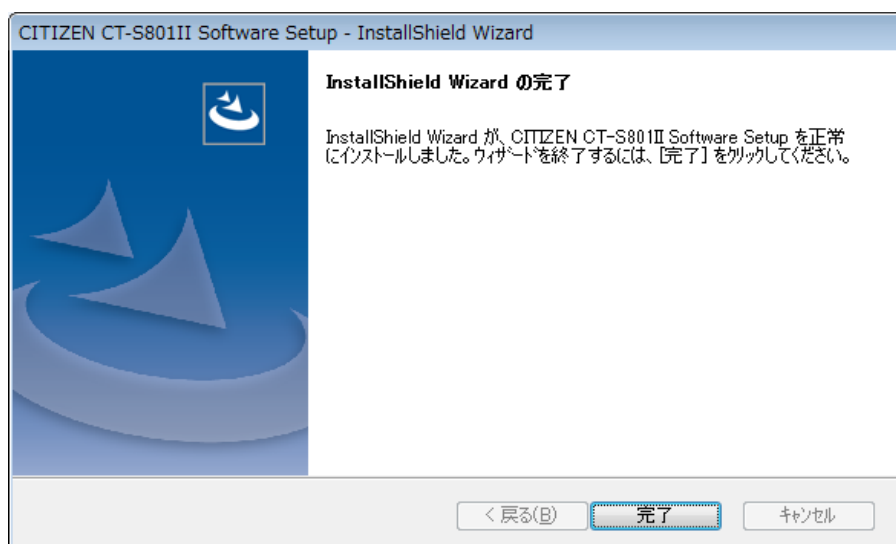 CITIZEN CT-S801II Software Setup - InstallShield Wizard
InstallShield Wizard の完了
InstallShield Wizard が、CITIZEN CT-S801II Software Setup を正常
にインストールしました。ウィザードを終了するには、[完了] をクリックしてください。
< 戻る(B) 完了 キャンセル